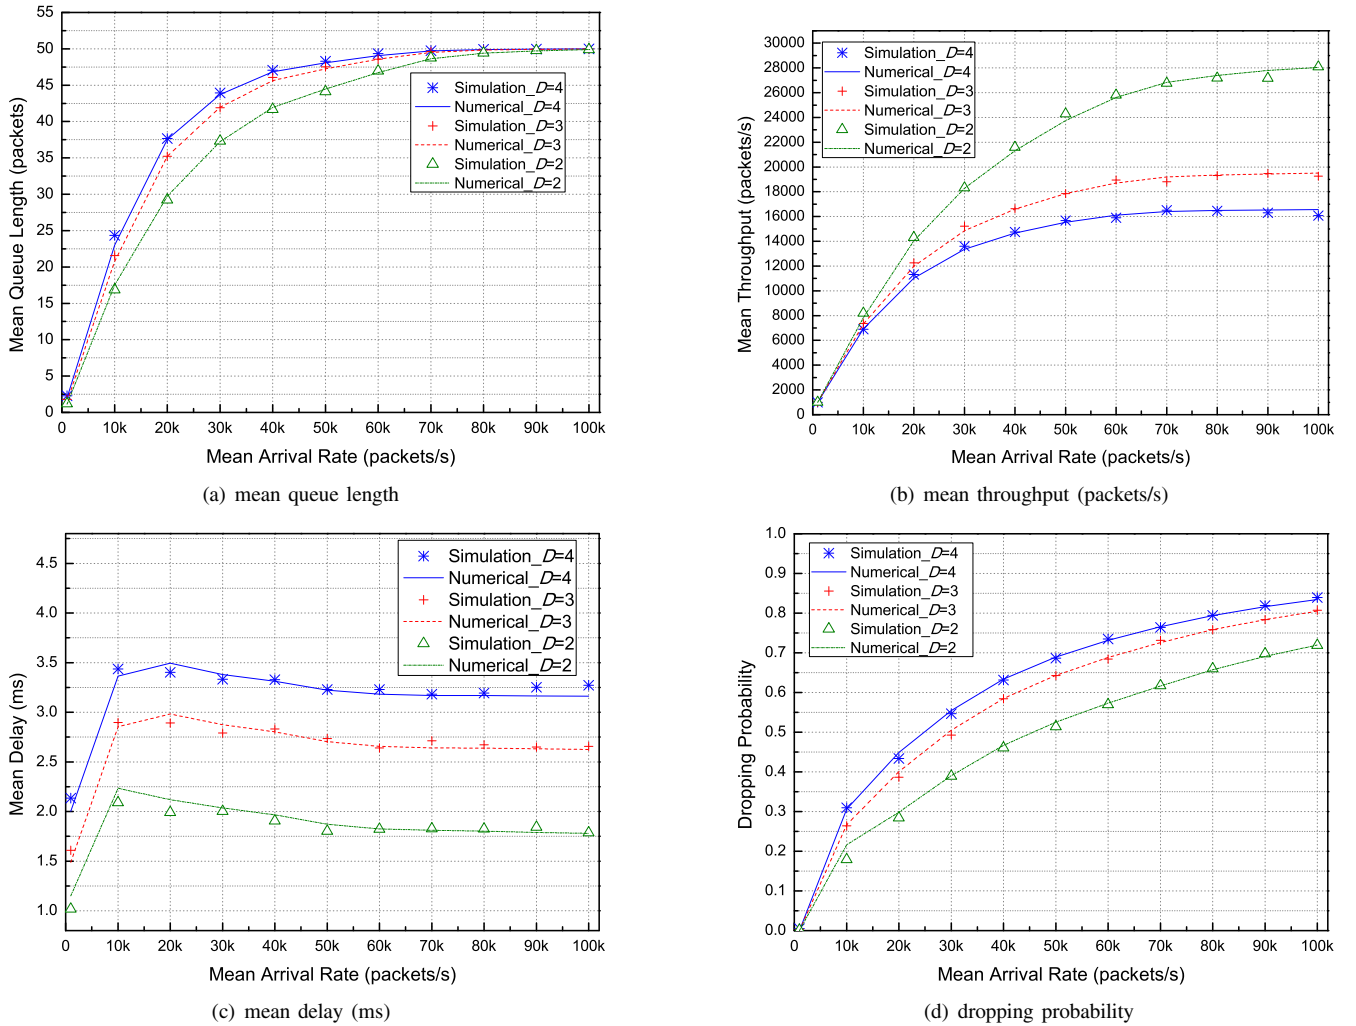 55
50
45
40
35
30
25
20
15
10
5
0
Mean Queue Length (packets)
Simulation_D=4
Numerical_D=4
Simulation_D=3
Numerical_D=3
Simulation_D=2
Numerical_D=2
0 10k 20k 30k 40k 50k 60k 70k 80k 90k 100k
Mean Arrival Rate (packets/s)
(a) mean queue length
30000
28000
26000
24000
22000
20000
18000
16000
14000
12000
10000
8000
6000
4000
2000
0
Mean Throughput (packets/s)
Simulation_D=4
Numerical_D=4
Simulation_D=3
Numerical_D=3
Simulation_D=2
Numerical_D=2
0 10k 20k 30k 40k 50k 60k 70k 80k 90k 100k
Mean Arrival Rate (packets/s)
(b) mean throughput (packets/s)
4.5
4.0
3.5
3.0
2.5
2.0
1.5
1.0
Mean Delay (ms)
Simulation_D=4
Numerical_D=4
Simulation_D=3
Numerical_D=3
Simulation_D=2
Numerical_D=2
0 10k 20k 30k 40k 50k 60k 70k 80k 90k 100k
Mean Arrival Rate (packets/s)
(c) mean delay (ms)
1.0
0.9
0.8
0.7
0.6
0.5
0.4
0.3
0.2
0.1
0.0
Dropping Probability
Simulation_D=4
Numerical_D=4
Simulation_D=3
Numerical_D=3
Simulation_D=2
Numerical_D=2
0 10k 20k 30k 40k 50k 60k 70k 80k 90k 100k
Mean Arrival Rate (packets/s)
(d) dropping probability